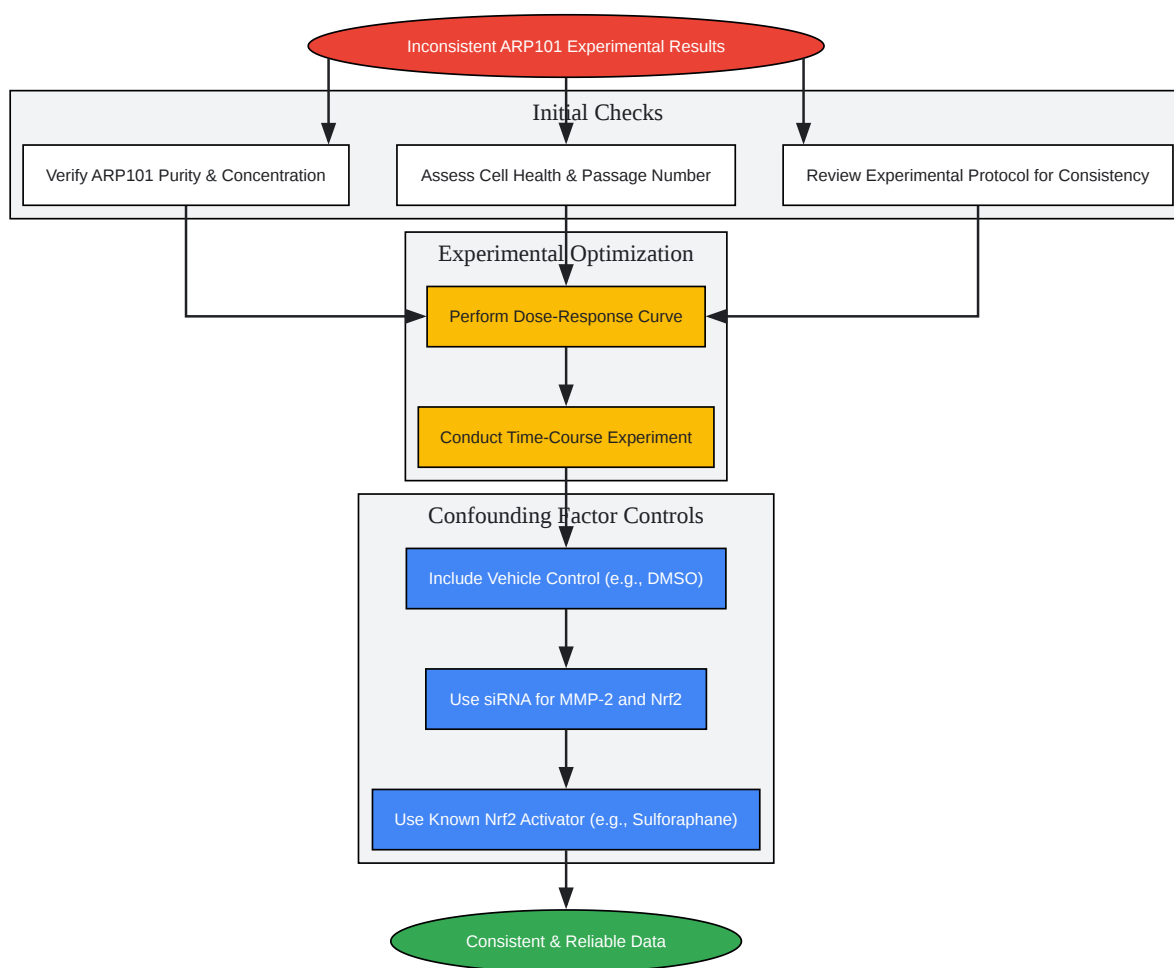 Inconsistent ARP101 Experimental Results
Initial Checks
Verify ARP101 Purity & Concentration
Assess Cell Health & Passage Number
Review Experimental Protocol for Consistency
Experimental Optimization
Perform Dose-Response Curve
Conduct Time-Course Experiment
Confounding Factor Controls
Include Vehicle Control (e.g., DMSO)
Use siRNA for MMP-2 and Nrf2
Use Known Nrf2 Activator (e.g., Sulforaphane)
Consistent & Reliable Data